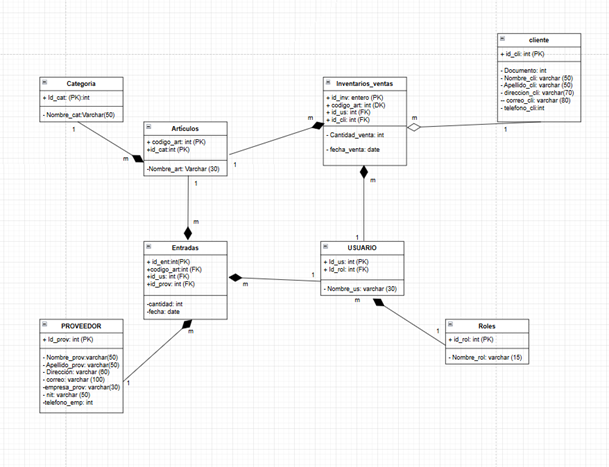 cliente
+ id_cli: int (PK)
- Documento: int
- Nombre_cli: varchar (50)
- Apellido_cli: varchar (50)
- direccion_cli: varchar(70)
-- correo_cli: varchar (80)
- telefono_cli:int
Categoria
+ Id_cat: (PK):int
- Nombre_cat:Varchar(50)
Inventarios_ventas
+ id_inv: entero (PK)
+ codigo_art: int (DK)
+ id_us: int (FK)
+ id_cli: int (FK)
- Cantidad_venta: int
- fecha_venta: date
Artículos
+ codigo_art: int (PK)
+id_cat:int (PK)
-Nombre_art: Varchar (30)
1
m
m
1
m
1
1
m
m
1
Entradas
+ id_ent:int(PK)
+codigo_art:int (FK)
+id_us: int (FK)
+id_prov: int (FK)
-cantidad: int
-fecha: date
m
1
USUARIO
+ Id_us: int (PK)
+ Id_rol: int (FK)
- Nombre_us: varchar (30)
m
1
PROVEEDOR
+ Id_prov: int (PK)
- Nombre_prov:varchar(50)
- Apellido_prov: varchar(50)
- Dirección: varchar (60)
- correo: varchar (100)
-empresa_prov: varchar(30)
- nit: varchar (50)
-telefono_emp: int
m
1
Roles
+ id_rol: int (PK)
- Nombre_rol: varchar (15)